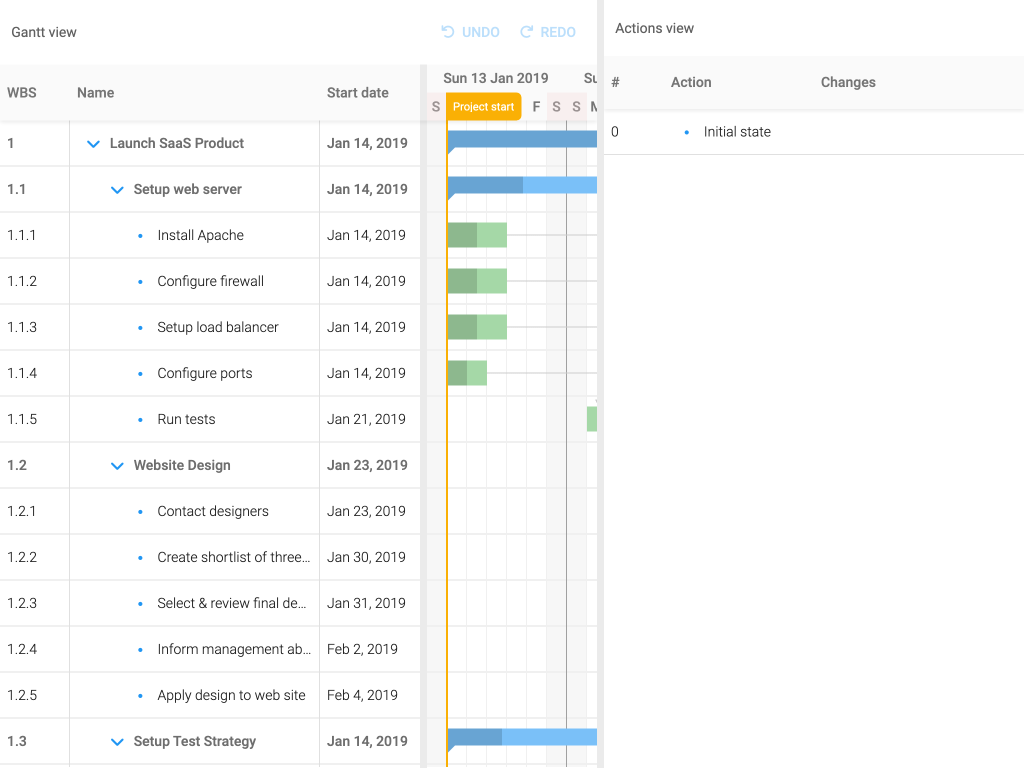 Gantt view
UNDO
REDO
Actions view
WBS
Name
Start date
Sun 13 Jan 2019
S
Project start
F
S
S
#
Action
Changes
0
Initial state
1
Launch SaaS Product
Jan 14, 2019
1.1
Setup web server
Jan 14, 2019
1.1.1
Install Apache
Jan 14, 2019
1.1.2
Configure firewall
Jan 14, 2019
1.1.3
Setup load balancer
Jan 14, 2019
1.1.4
Configure ports
Jan 14, 2019
1.1.5
Run tests
Jan 21, 2019
1.2
Website Design
Jan 23, 2019
1.2.1
Contact designers
Jan 23, 2019
1.2.2
Create shortlist of three...
Jan 30, 2019
1.2.3
Select & review final de...
Jan 31, 2019
1.2.4
Inform management ab...
Feb 2, 2019
1.2.5
Apply design to web site
Feb 4, 2019
1.3
Setup Test Strategy
Jan 14, 2019